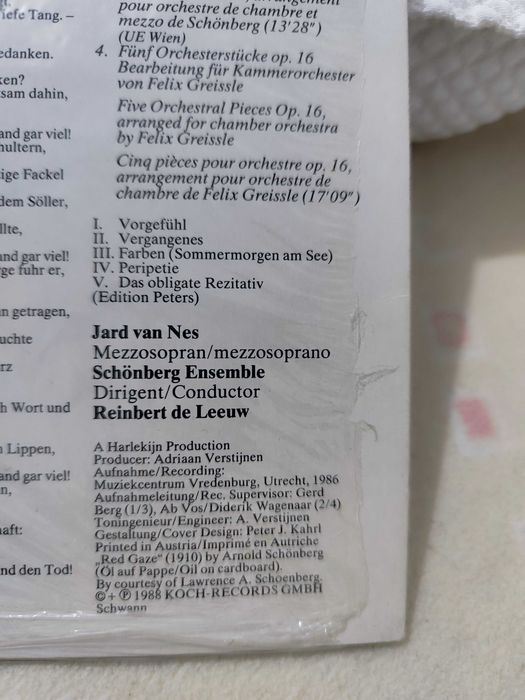 pour orchestre de chambre et
mezzo de Schönberg (13'28")
(UE Wien)
4. Fünf Orchesterstücke op. 16
Bearbeitung für Kammerorchester
von Felix Greissle
Five Orchestral Pieces Op. 16,
arranged for chamber orchestra
by Felix Greissle
Cinq pièces pour orchestre op. 16,
arrangement pour orchestre de
chambre de Felix Greissle (17'09")
I. Vorgefühl
II. Vergangenes
III. Farben (Sommermorgen am See)
IV. Peripetie
V. Das obligate Rezitativ
(Edition Peters)
Jard van Nes
Mezzosopran/mezzosoprano
Schönberg Ensemble
Dirigent/Conductor
Reinbert de Leeuw
A Harlekijn Production
Producer: Adriaan Verstijnen
Aufnahme/Recording:
Muziekcentrum Vredenburg, Utrecht, 1986
Aufnahmeleitung/Rec. Supervisor: Gerd
Berg (1/3), Ab Vos/Diderik Wagenaar (2/4)
Toningenieur/Engineer: A. Verstijnen
Gestaltung/Cover Design: Peter J. Kahrl
Printed in Austria/Imprimé en Autriche
„Red Gaze" (1910) by Arnold Schönberg
(Öl auf Pappe/Oil on cardboard).
By courtesy of Lawrence A. Schoenberg.
©+℗ 1988 KOCH-RECORDS GMBH
Schwann
iefe Tang. –
edanken.
ken?
sam dahin,
and gar viel!
hultern,
tige Fackel
dem Söller,
llte,
and gar viel!
ge fuhr er,
n getragen,
uchte
rz
h Wort und
n Lippen,
and gar viel!
n,
haft:
nd den Tod!